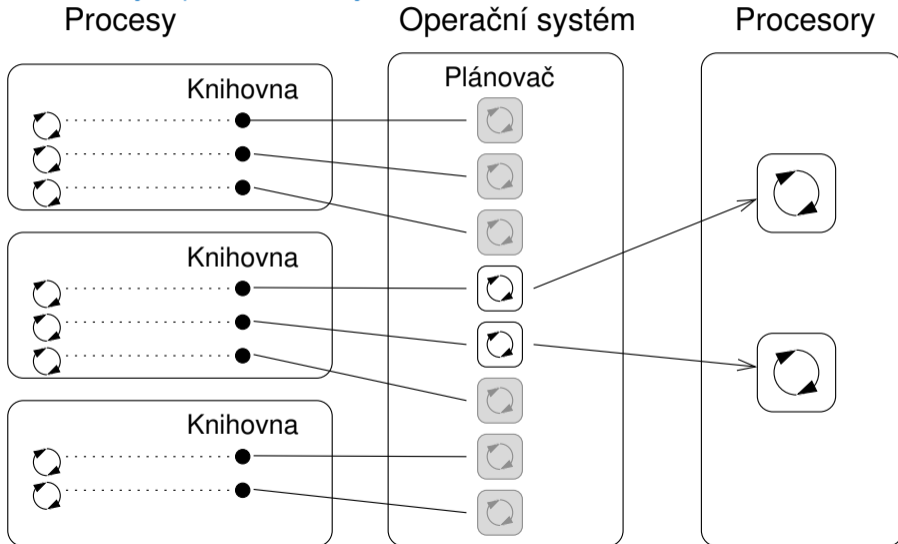 Procesy
Operační systém
Procesory
Knihovna
Plánovač
Knihovna
Knihovna